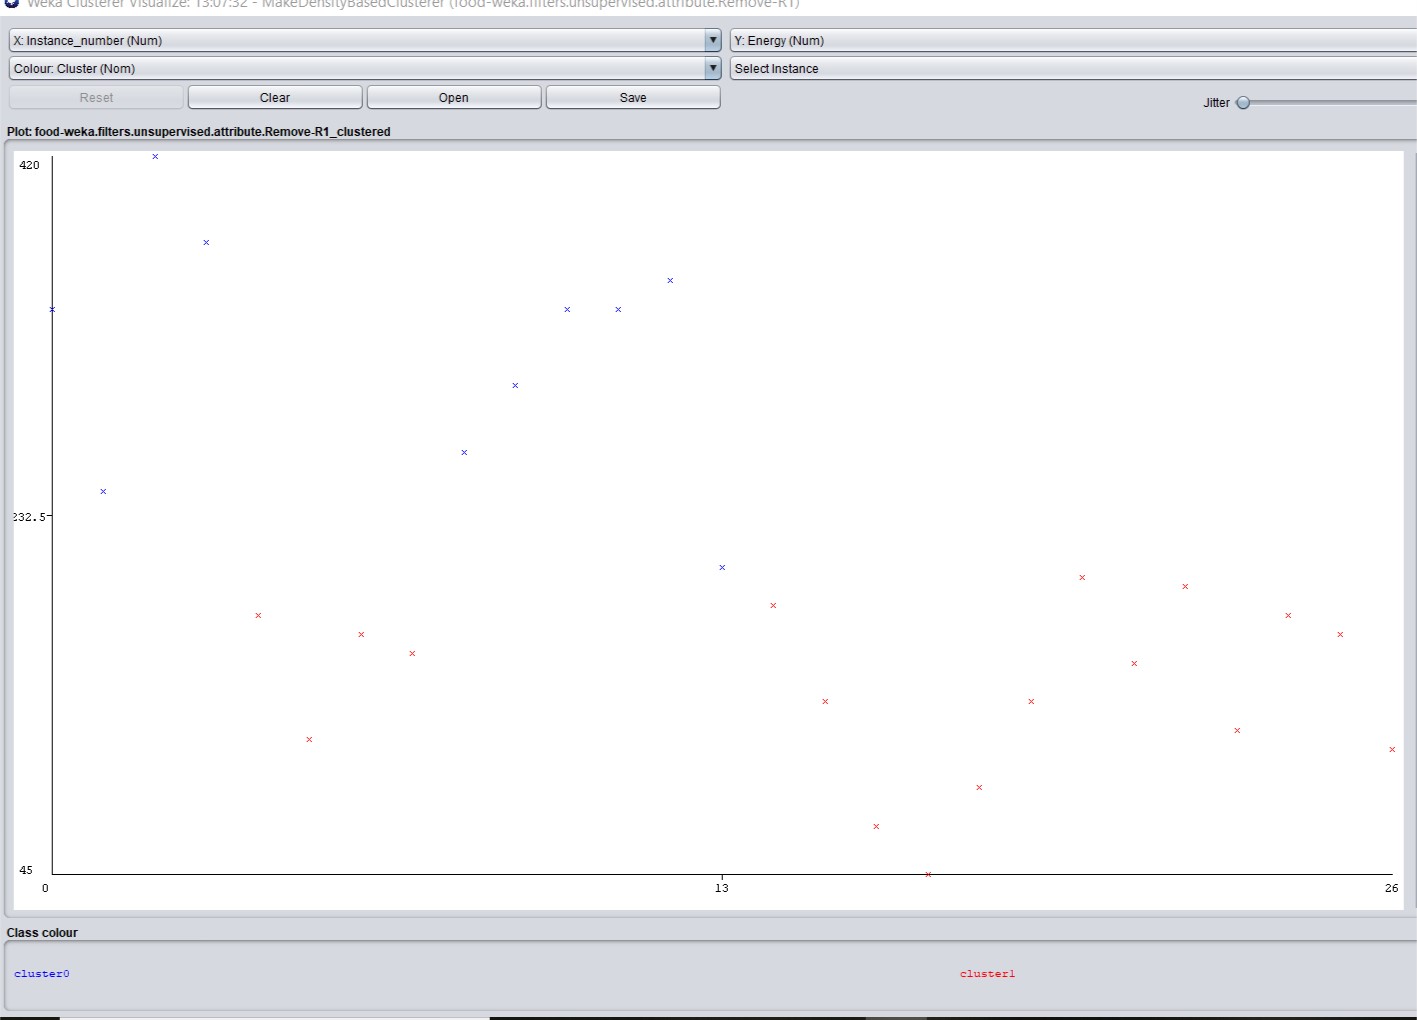 Weka Clusterer Visualize: 13:07:32 - MakeDensityBasedClusterer (food-weka.filters.unsupervised.attribute.Remove-R1)
X: Instance_number (Num) Y: Energy (Num)
Colour: Cluster (Nom) Select Instance
Reset Clear Open Save Jitter
Plot: food-weka.filters.unsupervised.attribute.Remove-R1_clustered
420
232.5
45
0 13 26
Class colour
cluster0 cluster1